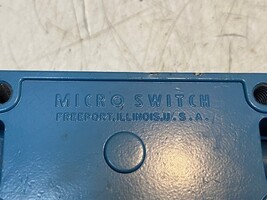 MICRO SWITCH
FREEPORT, ILLINOIS, U. S. A.